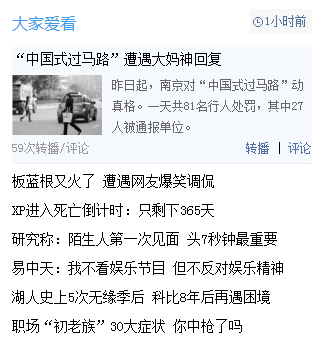 大家爱看
1小时前
“中国式过马路”遭遇大妈神回复
昨日起，南京对“中国式过马路”动
真格。一天共81名行人处罚，其中27
人被通报单位。
59次转播/评论
转播 | 评论
板蓝根又火了 遭遇网友爆笑调侃
XP进入死亡倒计时：只剩下365天
研究称：陌生人第一次见面 头7秒钟最重要
易中天：我不看娱乐节目 但不反对娱乐精神
湖人史上5次无缘季后 科比8年后再遇困境
职场“初老族”30大症状 你中枪了吗